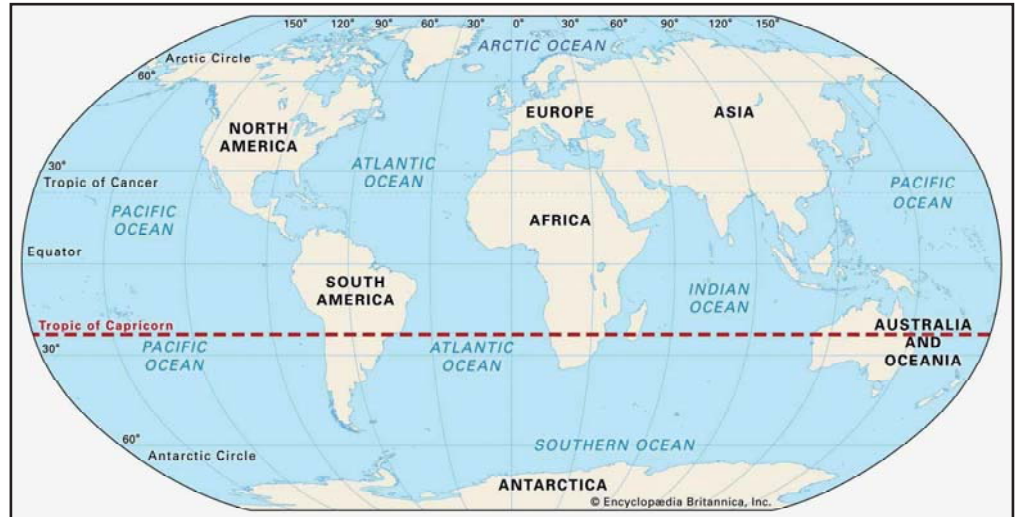 150° 120° 90° 60° 30° 0° 30° 60° 90° 120° 150°
ARCTIC OCEAN
Arctic Circle
60°
EUROPE
ASIA
NORTH
AMERICA
ATLANTIC
OCEAN
30°
Tropic of Cancer
PACIFIC
OCEAN
PACIFIC
OCEAN
AFRICA
Equator
SOUTH
AMERICA
INDIAN
OCEAN
Tropic of Capricorn
AUSTRALIA
AND
OCEANIA
30°
PACIFIC
OCEAN
ATLANTIC
OCEAN
60°
SOUTHERN OCEAN
Antarctic Circle
ANTARCTICA
© Encyclopædia Britannica, Inc.